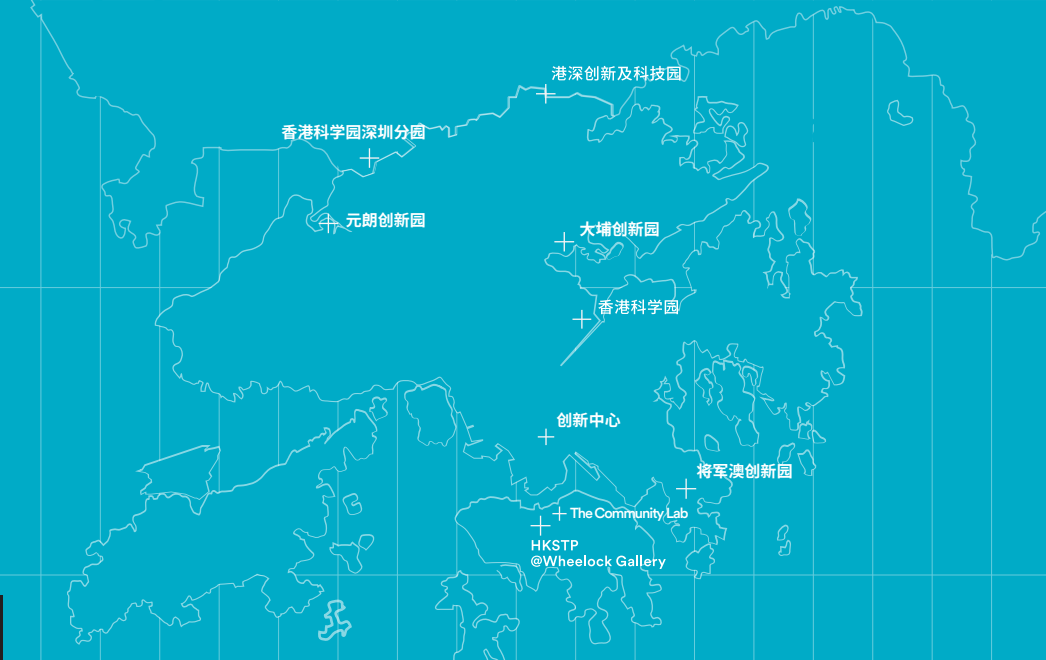 港深创新及科技园
香港科学园深圳分园
元朗创新园
大埔创新园
香港科学园
创新中心
将军澳创新园
The Community Lab
HKSTP
@Wheelock Gallery